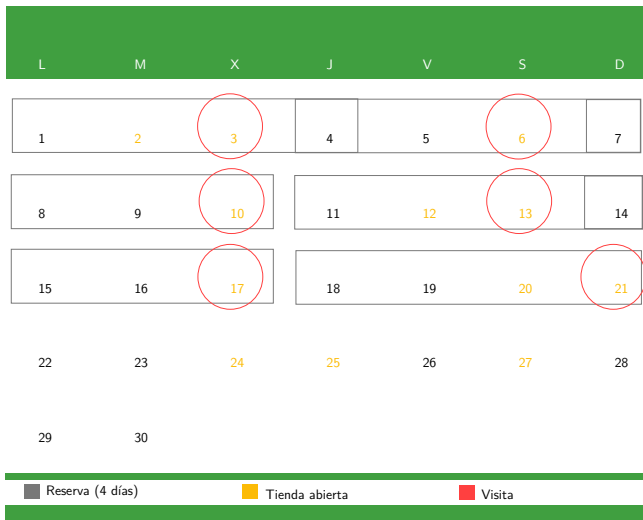 L M X J V S D
1 2 3 4 5 6 7
8 9 10 11 12 13 14
15 16 17 18 19 20 21
22 23 24 25 26 27 28
29 30
Reserva (4 días) Tienda abierta Visita